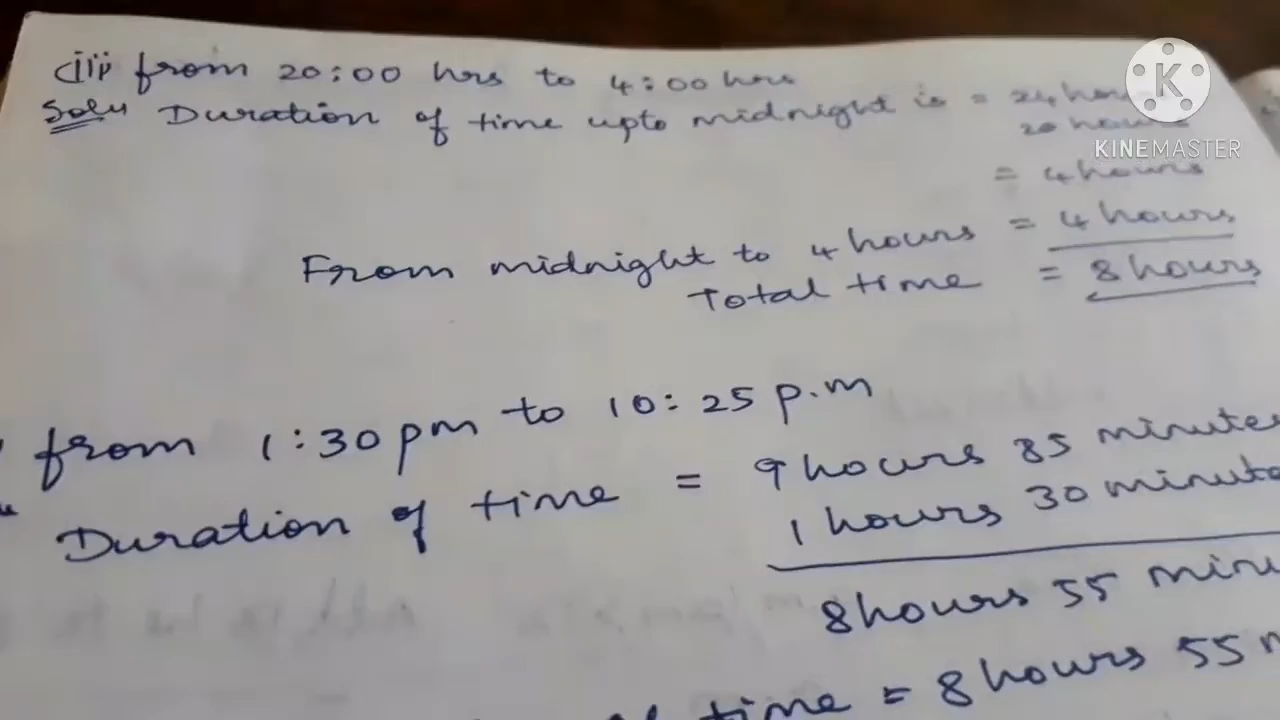 (iii) from 20:00 hrs to 4:00 hrs
Solu Duration of time upto midnight is = 24 hours
20 hours
= 4 hours
From midnight to 4 hours = 4 hours
Total time = 8 hours
from 1:30 pm to 10:25 p.m
Duration of time = 9 hours 85 minutes
1 hours 30 minutes
8 hours 55 minu
time = 8 hours 55 m
K
KINEMASTER